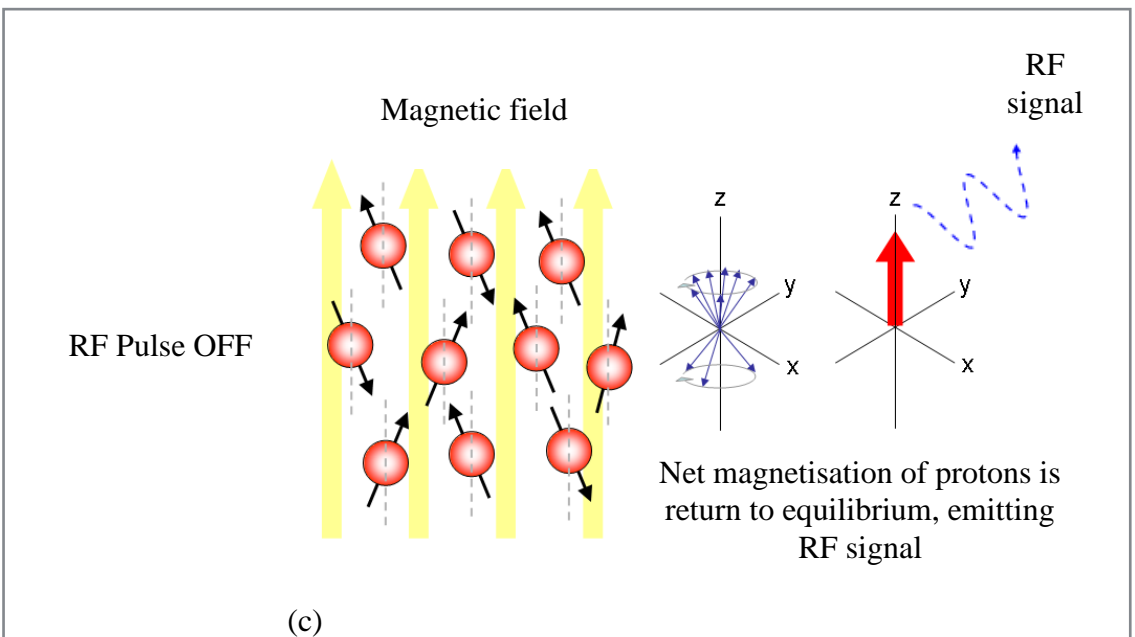 RF
signal
Magnetic field
z
z
y
y
RF Pulse OFF
x
x
Net magnetisation of protons is
return to equilibrium, emitting
RF signal
(c)